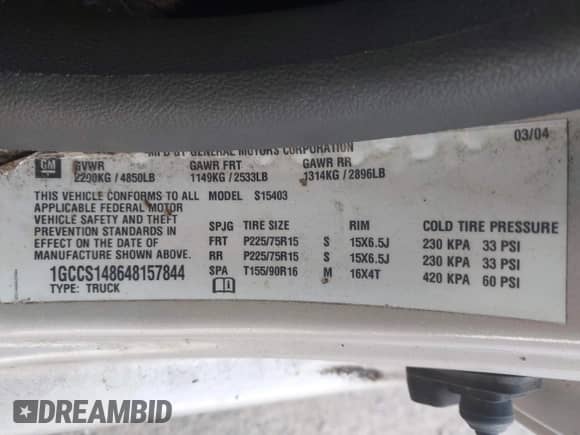 MFD BY GENERAL MOTORS CORPORATION 03/04
GM GVWR GAWR FRT GAWR RR
2200KG / 4850LB 1149KG / 2533LB 1314KG / 2896LB
THIS VEHICLE CONFORMS TO ALL MODEL S15403
APPLICABLE FEDERAL MOTOR
VEHICLE SAFETY AND THEFT SPJG TIRE SIZE RIM COLD TIRE PRESSURE
PREVENTION STANDARDS IN FRT P225/75R15 S 15X6.5J 230 KPA 33 PSI
EFFECT ON THE DATE OF RR P225/75R15 S 15X6.5J 230 KPA 33 PSI
MANUFACTURE SHOWN ABOVE. SPA T155/90R16 M 16X4T 420 KPA 60 PSI
1GCCS148648157844
TYPE: TRUCK
DREAMBID